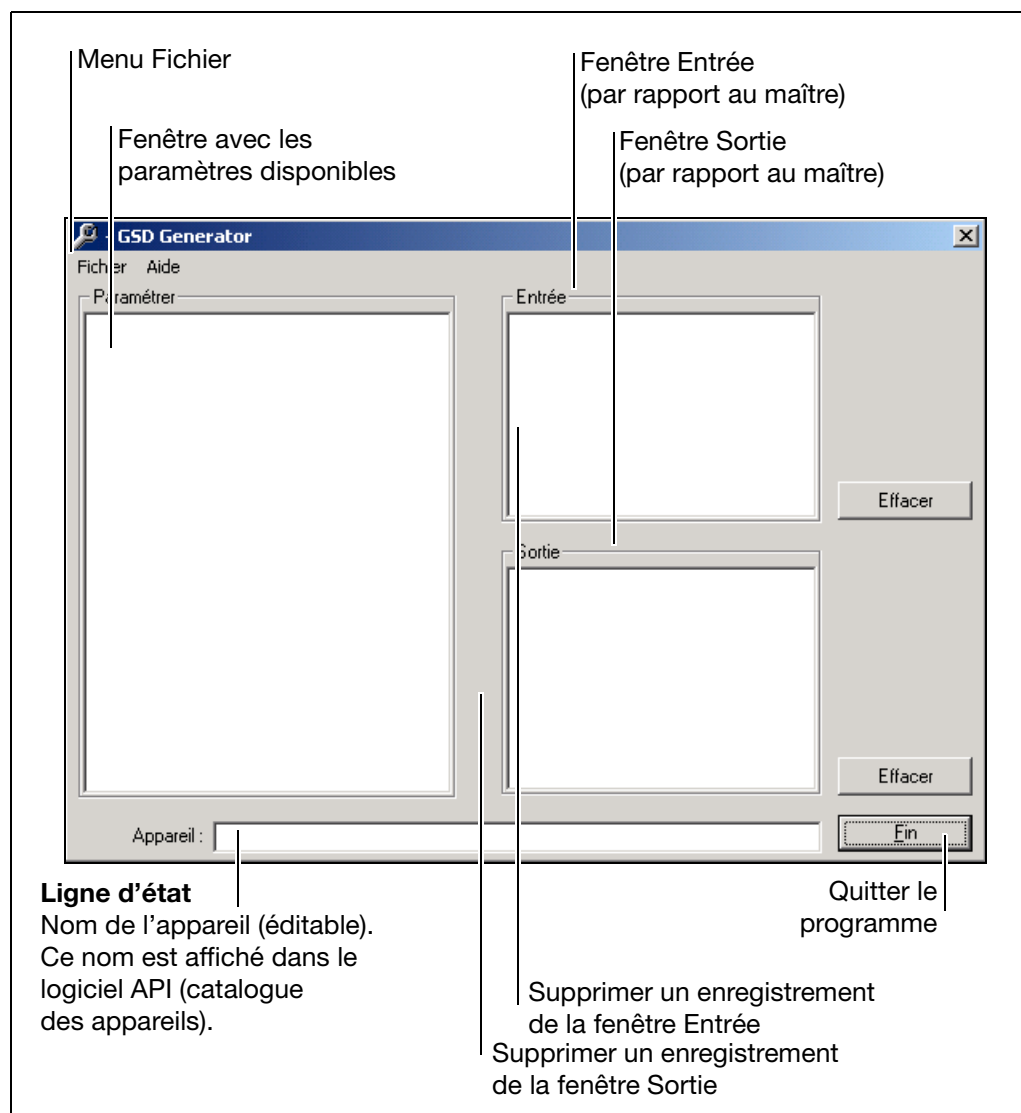 Menu Fichier
Fenêtre Entrée
(par rapport au maître)
Fenêtre avec les
paramètres disponibles
Fenêtre Sortie
(par rapport au maître)
- GSD Generator
Fichier Aide
Paramétrer
Entrée
Effacer
Sortie
Effacer
Appareil :
Fin
Ligne d’état
Nom de l’appareil (éditable).
Ce nom est affiché dans le
logiciel API (catalogue
des appareils).
Quitter le
programme
Supprimer un enregistrement
de la fenêtre Entrée
Supprimer un enregistrement
de la fenêtre Sortie